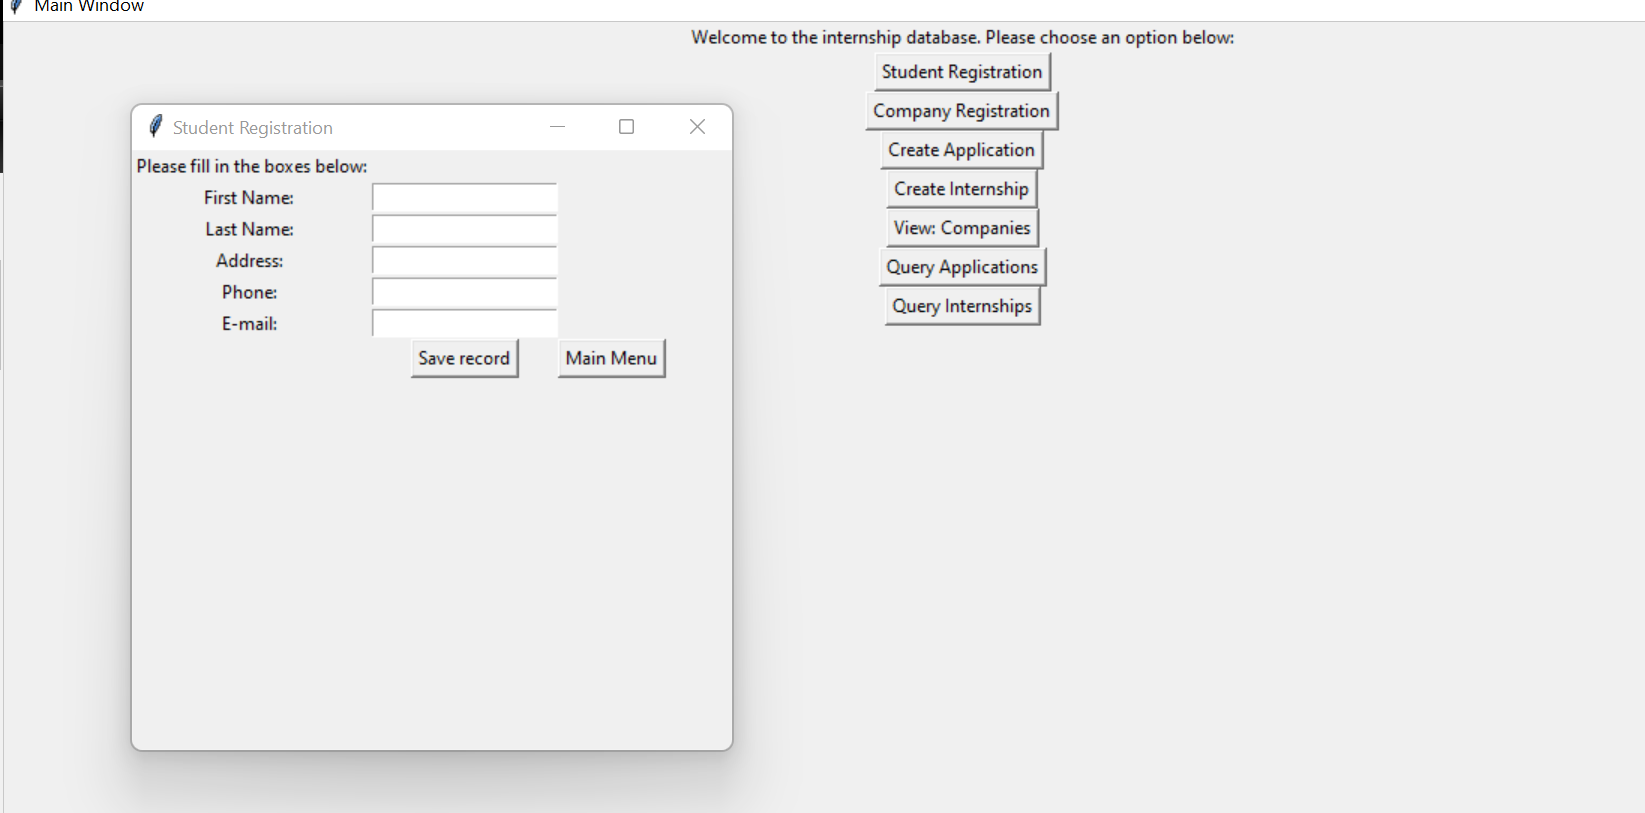 Main Window
Welcome to the internship database. Please choose an option below:
Student Registration
Company Registration
Create Application
Create Internship
View: Companies
Query Applications
Query Internships
Student Registration
Please fill in the boxes below:
First Name:
Last Name:
Address:
Phone:
E-mail:
Save record Main Menu